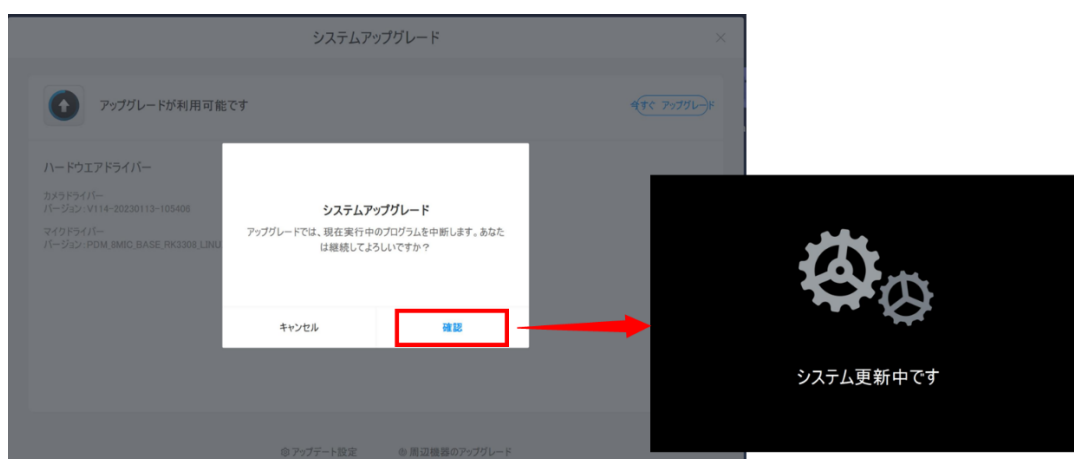 システムアップグレード
アップグレードが利用可能です
今すぐ アップグレード
ハードウエアドライバー
カメラドライバー
バージョン:V114-20230113-105408
マイクドライバー
バージョン:PDM_8MIC_BASE_RK3308_LINU
システムアップグレード
アップグレードでは、現在実行中のプログラムを中断します。あなた
は継続してよろしいですか?
キャンセル
確認
システム更新中です
アップデート設定
周辺機器のアップグレード